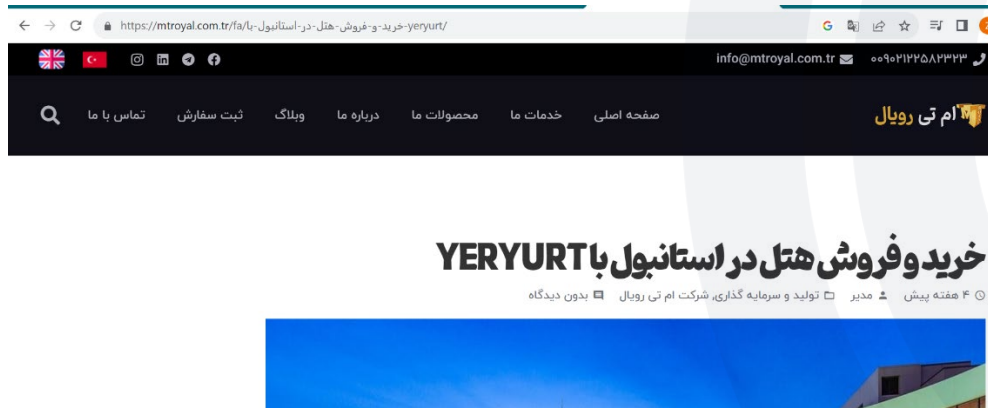 https://mtroyal.com.tr/fa/خرید-و-فروش-هتل-در-استانبول-با-yeryurt/
info@mtroyal.com.tr ۰۰۹۰۲۱۲۲۵۸۲۳۲۳
ام تی رویال
صفحه اصلی خدمات ما محصولات ما درباره ما وبلاگ ثبت سفارش تماس با ما
خرید و فروش هتل در استانبول با YERYURT
۴ هفته پیش مدیر تولید و سرمایه گذاری, شرکت ام تی رویال بدون دیدگاه